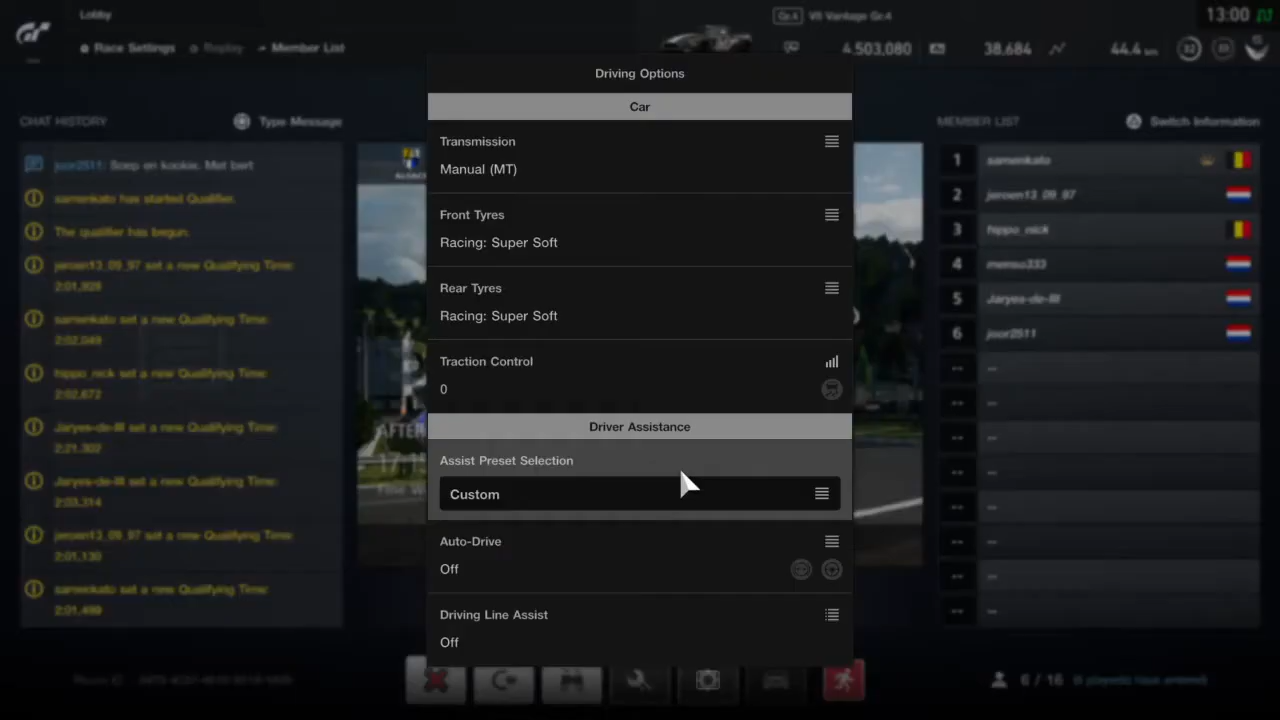 Lobby
Race Settings
Replay
Member List
Gr.4 V8 Vantage Gr.4
4,503,080
38,684
44.4
13:00
Driving Options
Car
Transmission
Manual (MT)
Front Tyres
Racing: Super Soft
Rear Tyres
Racing: Super Soft
Traction Control
0
Driver Assistance
Assist Preset Selection
Custom
Auto-Drive
Off
Driving Line Assist
Off
CHAT HISTORY
Type Message
joor2511: Soep en kookie. Met bert
samenkato has started Qualifier.
The qualifier has begun.
jeroen13_09_97 set a new Qualifying Time:
2:01,928
samenkato set a new Qualifying Time:
2:02,049
hippo_nick set a new Qualifying Time:
2:02,672
Jaryes-de-III set a new Qualifying Time:
2:21,302
Jaryes-de-III set a new Qualifying Time:
2:03,314
jeroen13_09_97 set a new Qualifying Time:
2:01,130
samenkato set a new Qualifying Time:
2:01,499
MEMBER LIST
Switch Information
1 samenkato
2 jeroen13_09_97
3 hippo_nick
4 menso333
5 Jaryes-de-III
6 joor2511
--
--
--
--
--
--
--
--
6 / 16